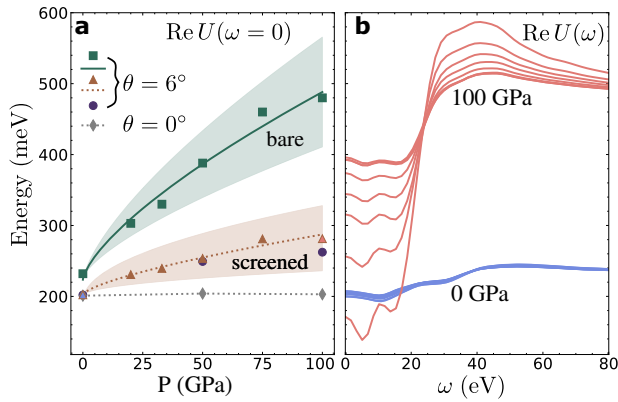 a
Re U(ω = 0)
θ = 6°
θ = 0°
bare
screened
Energy (meV)
600
500
400
300
200
0
25
50
75
100
P (GPa)
b
Re U(ω)
100 GPa
0 GPa
0
20
40
60
80
ω (eV)